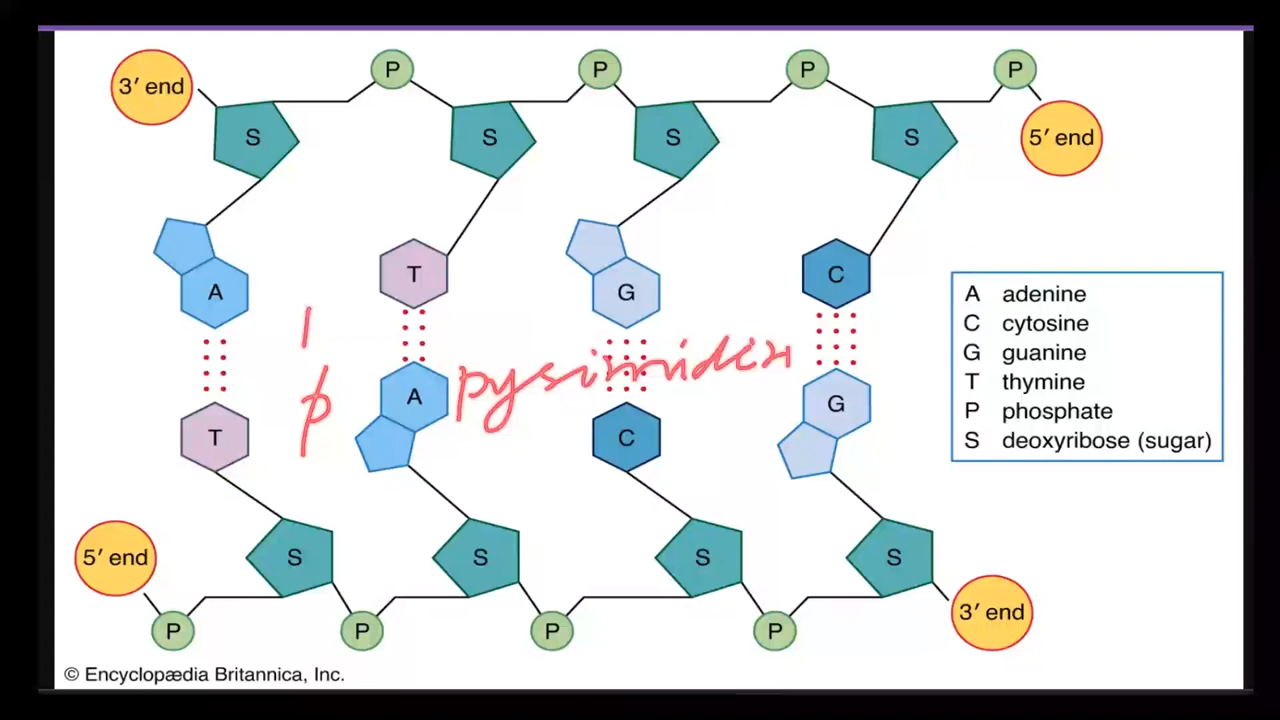 3′ end P P P P
S S S S 5′ end
A T G C
A adenine
C cytosine
G guanine
T thymine
P phosphate
S deoxyribose (sugar)
T A C G
5′ end S S S S
P P P P 3′ end
© Encyclopædia Britannica, Inc.